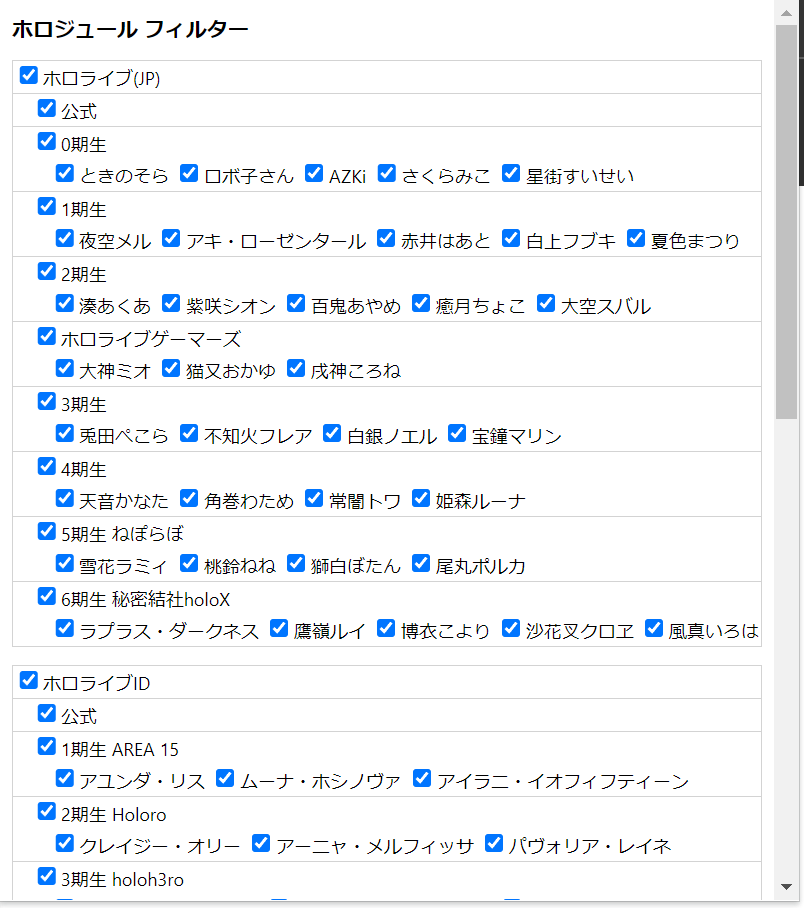 ホロジュール フィルター
ホロライブ(JP)
公式
0期生
ときのそら ロボ子さん AZKi さくらみこ 星街すいせい
1期生
夜空メル アキ・ローゼンタール 赤井はあと 白上フブキ 夏色まつり
2期生
湊あくあ 紫咲シオン 百鬼あやめ 癒月ちょこ 大空スバル
ホロライブゲーマーズ
大神ミオ 猫又おかゆ 戌神ころね
3期生
兎田ぺこら 不知火フレア 白銀ノエル 宝鐘マリン
4期生
天音かなた 角巻わため 常闇トワ 姫森ルーナ
5期生 ねぽらぼ
雪花ラミィ 桃鈴ねね 獅白ぼたん 尾丸ポルカ
6期生 秘密結社holoX
ラプラス・ダークネス 鷹嶺ルイ 博衣こより 沙花叉クロヱ 風真いろは
ホロライブID
公式
1期生 AREA 15
アユンダ・リス ムーナ・ホシノヴァ アイラニ・イオフィフティーン
2期生 Holoro
クレイジー・オリー アーニャ・メルフィッサ パヴォリア・レイネ
3期生 holoh3ro